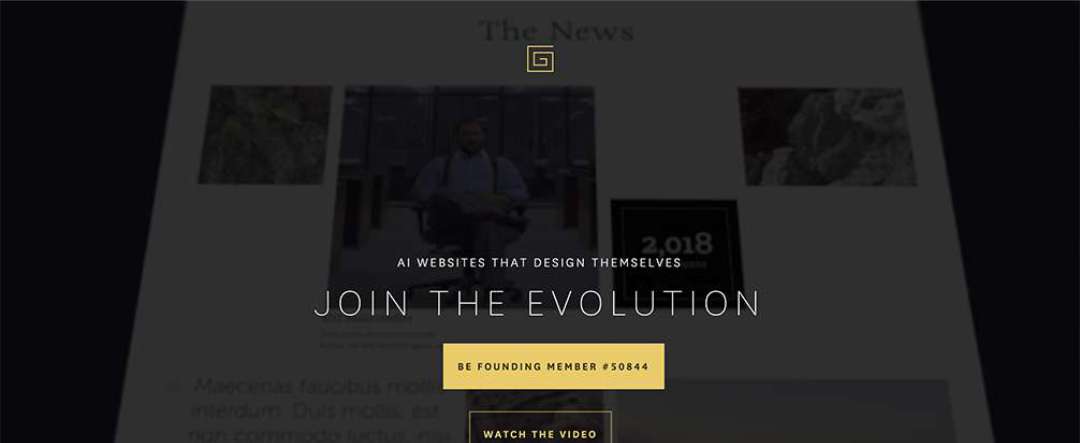 The News
2,018
AI WEBSITES THAT DESIGN THEMSELVES
JOIN THE EVOLUTION
BE FOUNDING MEMBER #50844
Maecenas faucibus mollis
interdum. Duis mollis, est
non commodo luctus, nisi
WATCH THE VIDEO